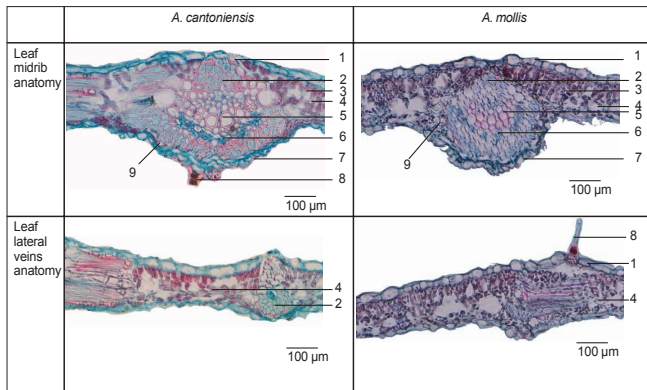 A. cantoniensis
A. mollis
Leaf
midrib
anatomy
1
2
3
4
5
6
7
8
9
100 µm
1
2
3
4
5
6
7
9
100 µm
Leaf
lateral
veins
anatomy
4
2
100 µm
8
1
4
100 µm